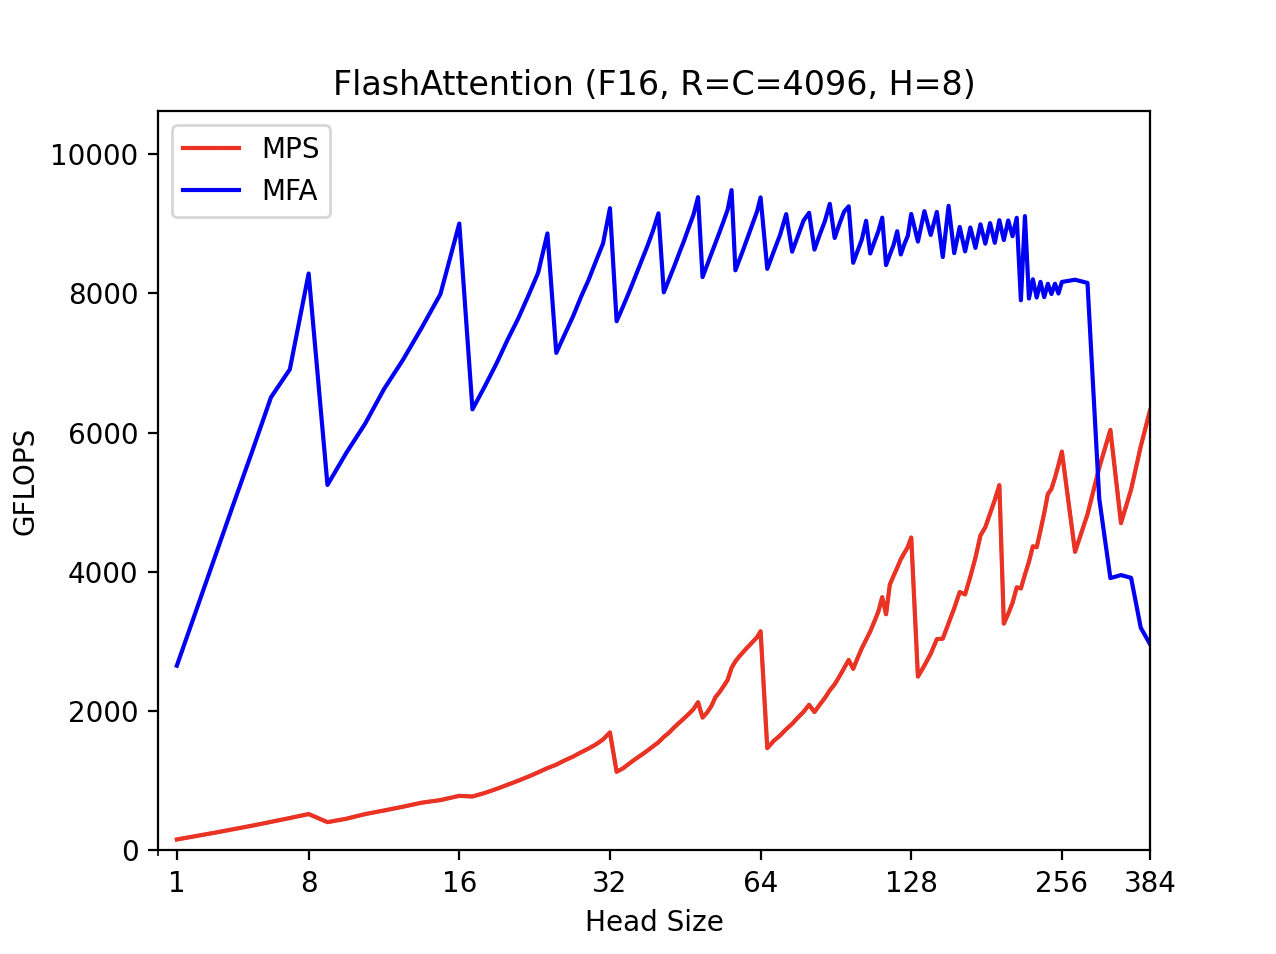 FlashAttention (F16, R=C=4096, H=8)
MPS
MFA
10000
8000
6000
4000
2000
0
GFLOPS
1 8 16 32 64 128 256 384
Head Size